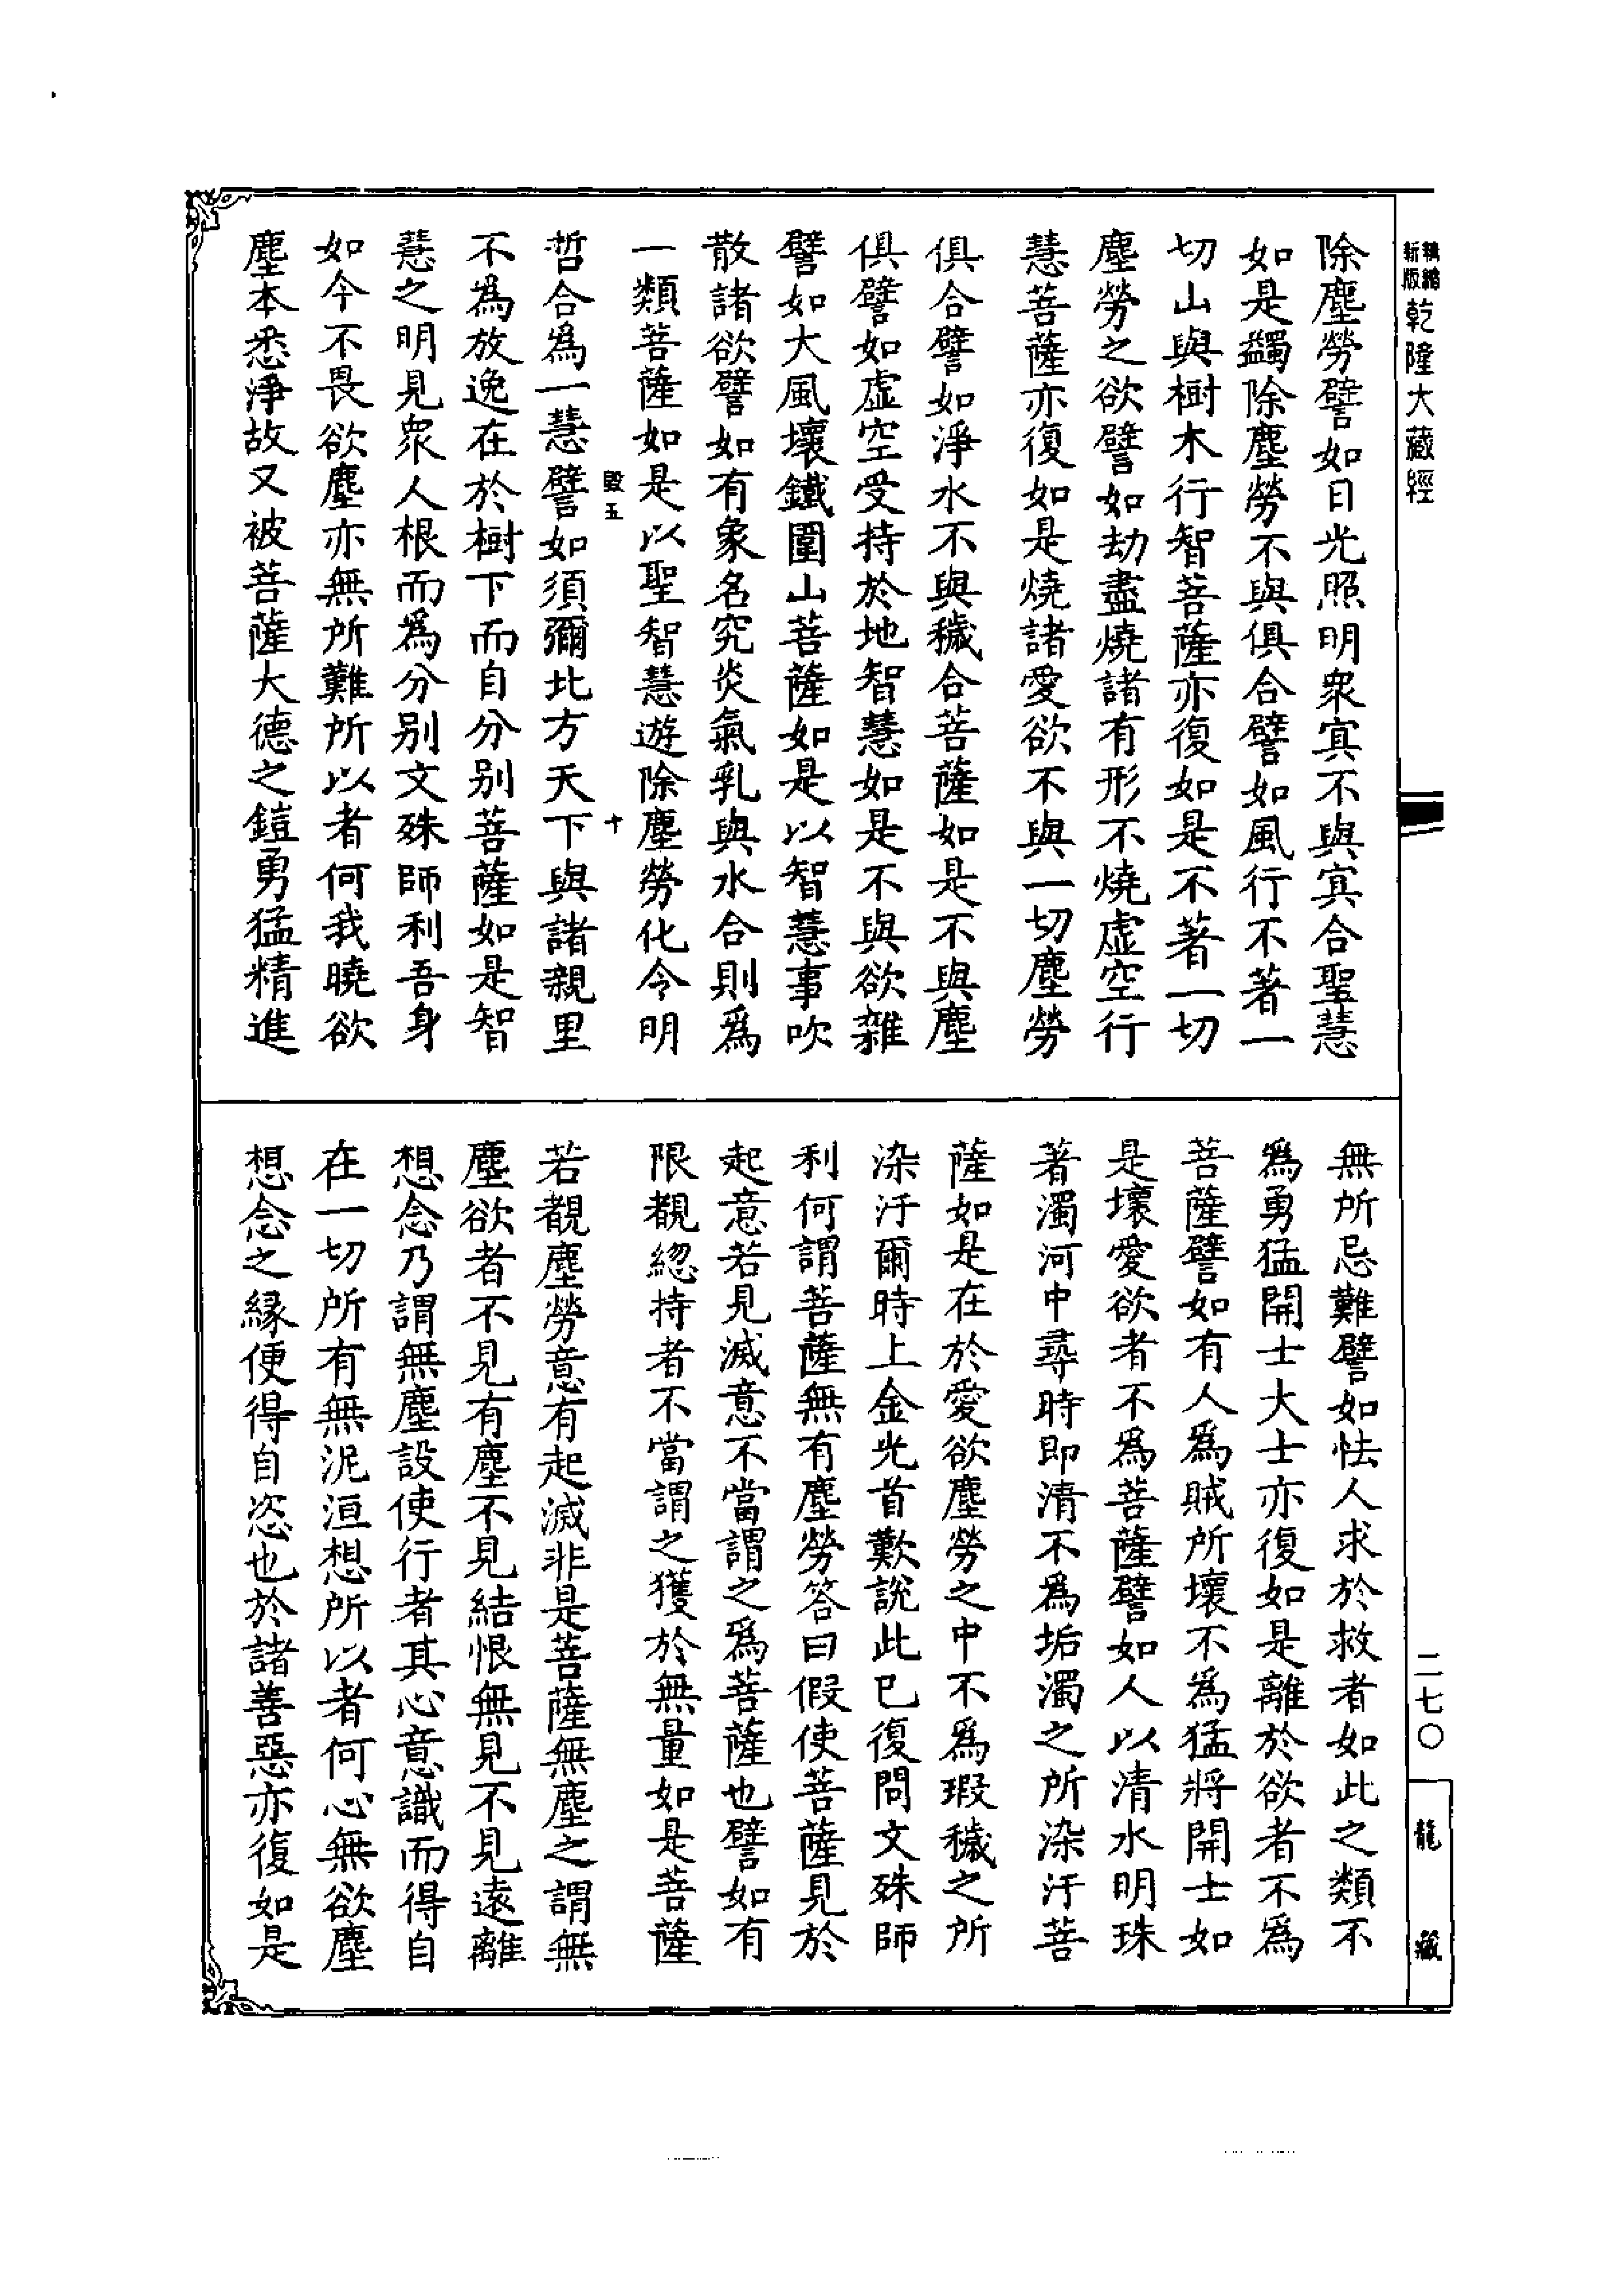 精縮
新版
乾隆大藏經
除塵勞譬如日光照明衆冥不與冥合聖慧
如是蠲除塵勞不與俱合譬如風行不著一
切山與樹木行智菩薩亦復如是不著一切
塵勞之欲譬如劫盡燒諸有形不燒虛空行
慧菩薩亦復如是燒諸愛欲不與一切塵勞
俱合譬如淨水不與穢合菩薩如是不與塵
俱譬如虛空受持於地智慧如是不與欲雜
譬如大風壞鐵圍山菩薩如是以智慧事吹
散諸欲譬如有象名究炎氣乳與水合則爲
一類菩薩如是以聖智慧遊除塵勞化令明
毀五
十
哲合爲一慧譬如須彌北方天下與諸親里
不爲放逸在於樹下而自分別菩薩如是智
慧之明見衆人根而爲分別文殊師利吾身
如今不畏欲塵亦無所難所以者何我曉欲
塵本悉淨故又被菩薩大德之鎧勇猛精進
無所忌難譬如怯人求於救者如此之類不
爲勇猛開士大士亦復如是離於欲者不爲
菩薩譬如有人爲賊所壞不爲猛將開士如
是壞愛欲者不爲菩薩譬如人以清水明珠
著濁河中尋時即清不爲垢濁之所染汙菩
薩如是在於愛欲塵勞之中不爲瑕穢之所
染汙爾時上金光首歎說此已復問文殊師
利何謂菩薩無有塵勞答曰假使菩薩見於
起意若見滅意不當謂之爲菩薩也譬如有
限覩緫持者不當謂之獲於無量如是菩薩
若覩塵勞意有起滅非是菩薩無塵之謂無
塵欲者不見有塵不見結恨無見不見遠離
想念乃謂無塵設使行者其心意識而得自
在一切所有無泥洹想所以者何心無欲塵
想念之緣便得自恣也於諸善惡亦復如是
二七〇
龍藏